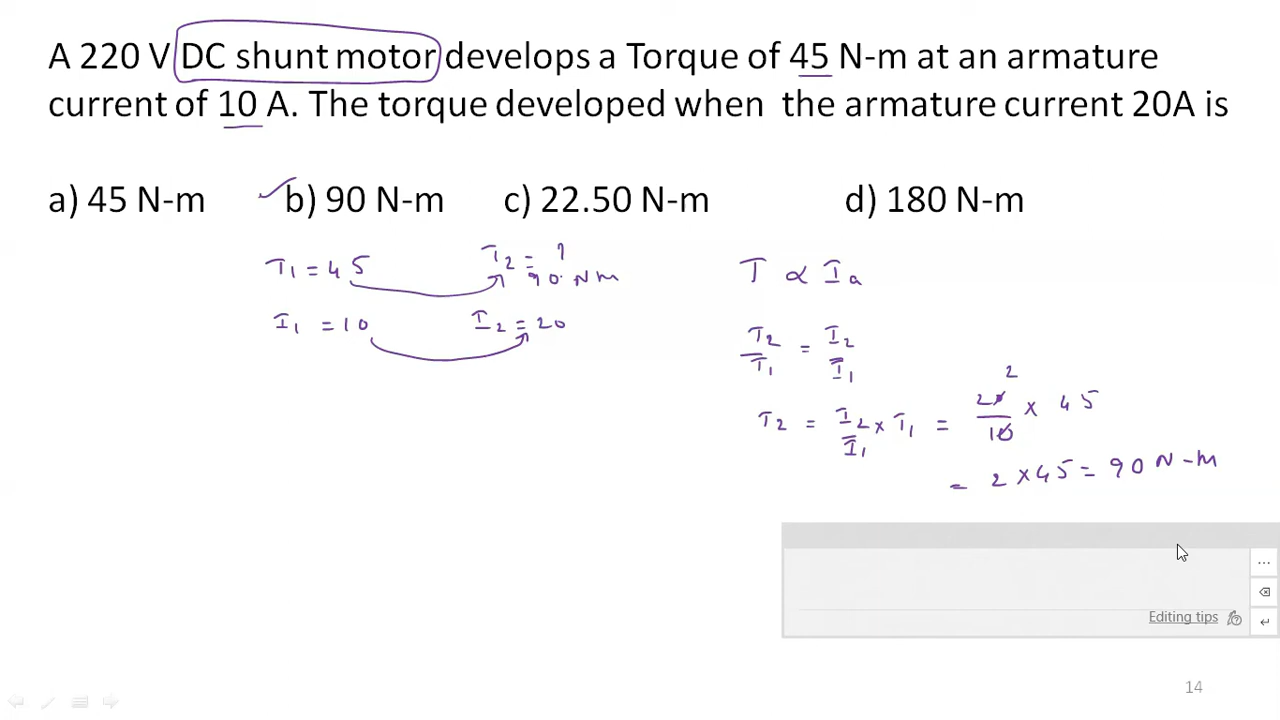 A 220 V DC shunt motor develops a Torque of 45 N-m at an armature
current of 10 A. The torque developed when the armature current 20A is
a) 45 N-m b) 90 N-m c) 22.50 N-m d) 180 N-m
T1 = 45 T2 = ?
90 Nm
I1 = 10 I2 = 20
T ∝ Ia
T2/T1 = I2/I1
T2 = I2/I1 × T1 = 20/10 × 45
2
= 2 × 45 = 90 N-m
Editing tips
14